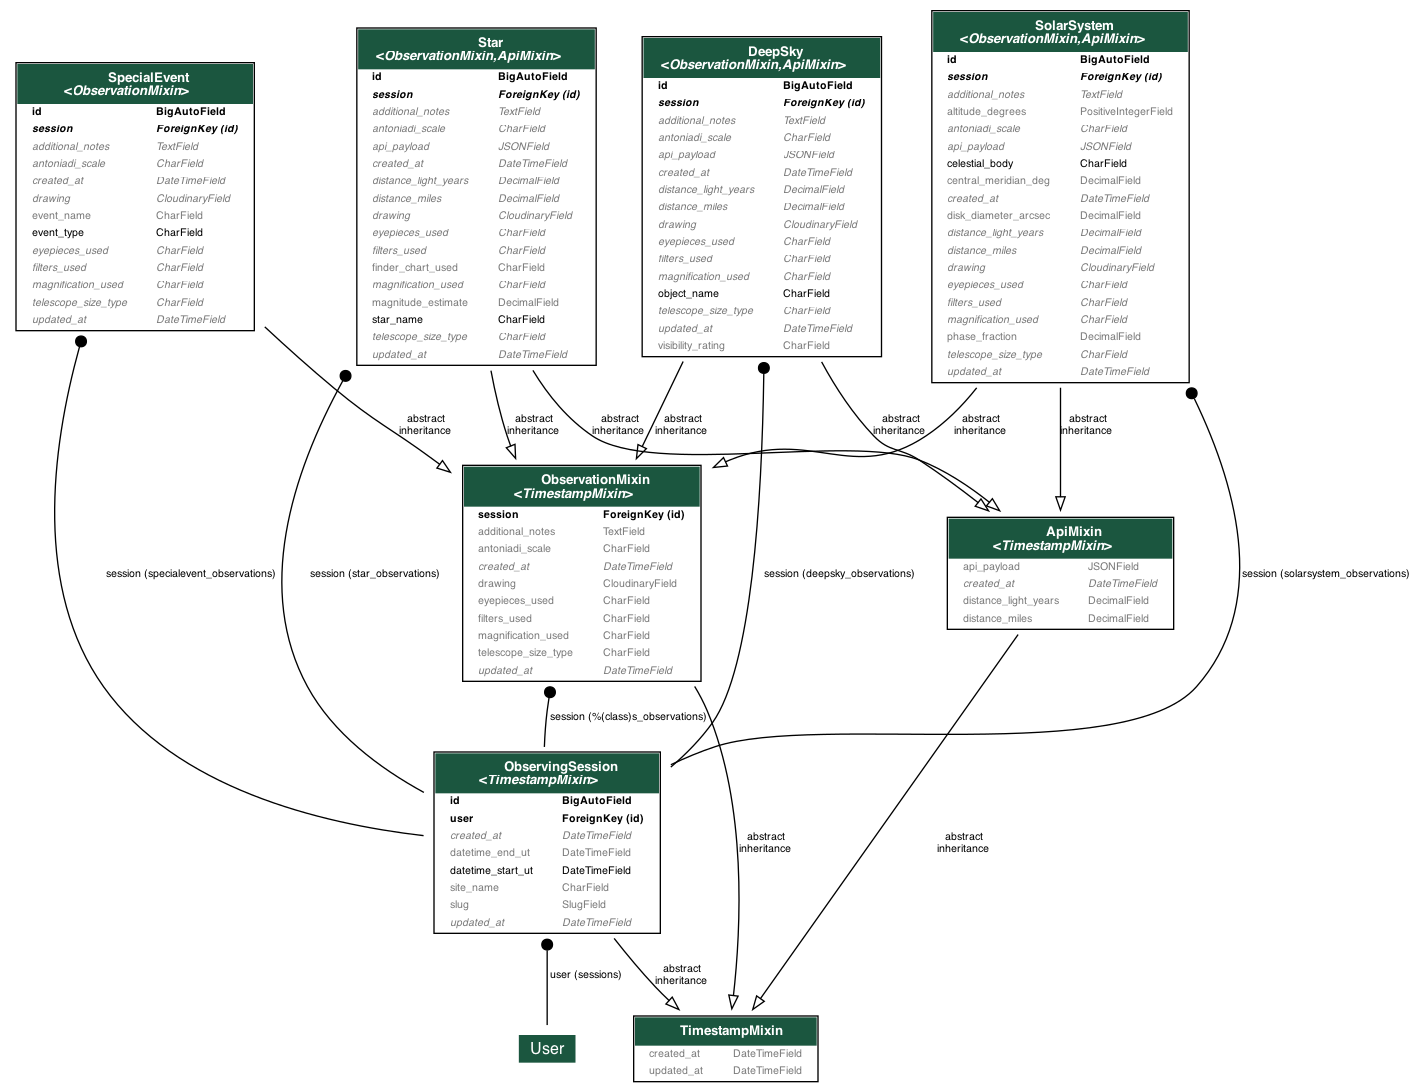 SpecialEvent
<ObservationMixin>
id BigAutoField
session ForeignKey (id)
additional_notes TextField
antoniadi_scale CharField
created_at DateTimeField
drawing CloudinaryField
event_name CharField
event_type CharField
eyepieces_used CharField
filters_used CharField
magnification_used CharField
telescope_size_type CharField
updated_at DateTimeField
Star
<ObservationMixin,ApiMixin>
id BigAutoField
session ForeignKey (id)
additional_notes TextField
antoniadi_scale CharField
api_payload JSONField
created_at DateTimeField
distance_light_years DecimalField
distance_miles DecimalField
drawing CloudinaryField
eyepieces_used CharField
filters_used CharField
finder_chart_used CharField
magnification_used CharField
magnitude_estimate DecimalField
star_name CharField
telescope_size_type CharField
updated_at DateTimeField
DeepSky
<ObservationMixin,ApiMixin>
id BigAutoField
session ForeignKey (id)
additional_notes TextField
antoniadi_scale CharField
api_payload JSONField
created_at DateTimeField
distance_light_years DecimalField
distance_miles DecimalField
drawing CloudinaryField
eyepieces_used CharField
filters_used CharField
magnification_used CharField
object_name CharField
telescope_size_type CharField
updated_at DateTimeField
visibility_rating CharField
SolarSystem
<ObservationMixin,ApiMixin>
id BigAutoField
session ForeignKey (id)
additional_notes TextField
altitude_degrees PositiveIntegerField
antoniadi_scale CharField
api_payload JSONField
celestial_body CharField
central_meridian_deg DecimalField
created_at DateTimeField
disk_diameter_arcsec DecimalField
distance_light_years DecimalField
distance_miles DecimalField
drawing CloudinaryField
eyepieces_used CharField
filters_used CharField
magnification_used CharField
phase_fraction DecimalField
telescope_size_type CharField
updated_at DateTimeField
abstract
inheritance
abstract
inheritance
abstract
inheritance
abstract
inheritance
abstract
inheritance
abstract
inheritance
abstract
inheritance
ObservationMixin
<TimestampMixin>
session ForeignKey (id)
additional_notes TextField
antoniadi_scale CharField
created_at DateTimeField
drawing CloudinaryField
eyepieces_used CharField
filters_used CharField
magnification_used CharField
telescope_size_type CharField
updated_at DateTimeField
ApiMixin
<TimestampMixin>
api_payload JSONField
created_at DateTimeField
distance_light_years DecimalField
distance_miles DecimalField
session (specialevent_observations)
session (star_observations)
session (deepsky_observations)
session (solarsystem_observations)
session (%(class)s_observations)
ObservingSession
<TimestampMixin>
id BigAutoField
user ForeignKey (id)
created_at DateTimeField
datetime_end_ut DateTimeField
datetime_start_ut DateTimeField
site_name CharField
slug SlugField
updated_at DateTimeField
abstract
inheritance
abstract
inheritance
user (sessions)
abstract
inheritance
User
TimestampMixin
created_at DateTimeField
updated_at DateTimeField